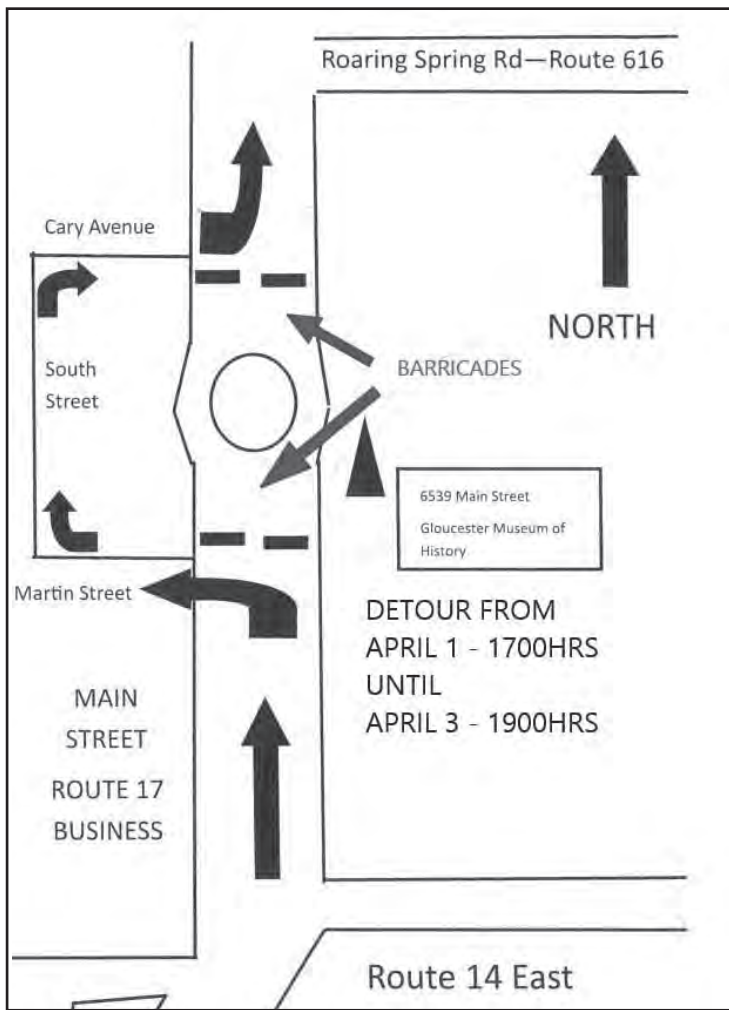 Roaring Spring Rd—Route 616
Cary Avenue
NORTH
South
Street
BARRICADES
6539 Main Street
Gloucester Museum of
History
Martin Street
DETOUR FROM
APRIL 1 - 1700HRS
UNTIL
APRIL 3 - 1900HRS
MAIN
STREET
ROUTE 17
BUSINESS
Route 14 East